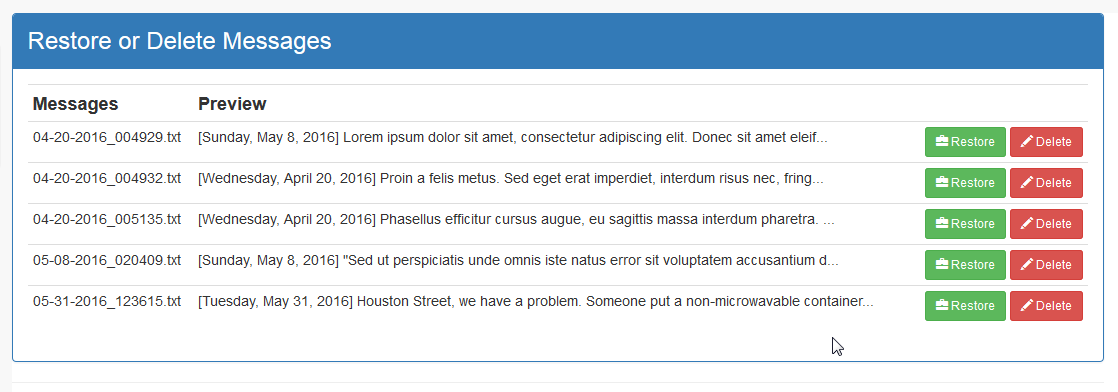 Restore or Delete Messages
Messages Preview
04-20-2016_004929.txt [Sunday, May 8, 2016] Lorem ipsum dolor sit amet, consectetur adipiscing elit. Donec sit amet eleif... Restore Delete
04-20-2016_004932.txt [Wednesday, April 20, 2016] Proin a felis metus. Sed eget erat imperdiet, interdum risus nec, fring... Restore Delete
04-20-2016_005135.txt [Wednesday, April 20, 2016] Phasellus efficitur cursus augue, eu sagittis massa interdum pharetra. ... Restore Delete
05-08-2016_020409.txt [Sunday, May 8, 2016] "Sed ut perspiciatis unde omnis iste natus error sit voluptatem accusantium d... Restore Delete
05-31-2016_123615.txt [Tuesday, May 31, 2016] Houston Street, we have a problem. Someone put a non-microwavable container... Restore Delete